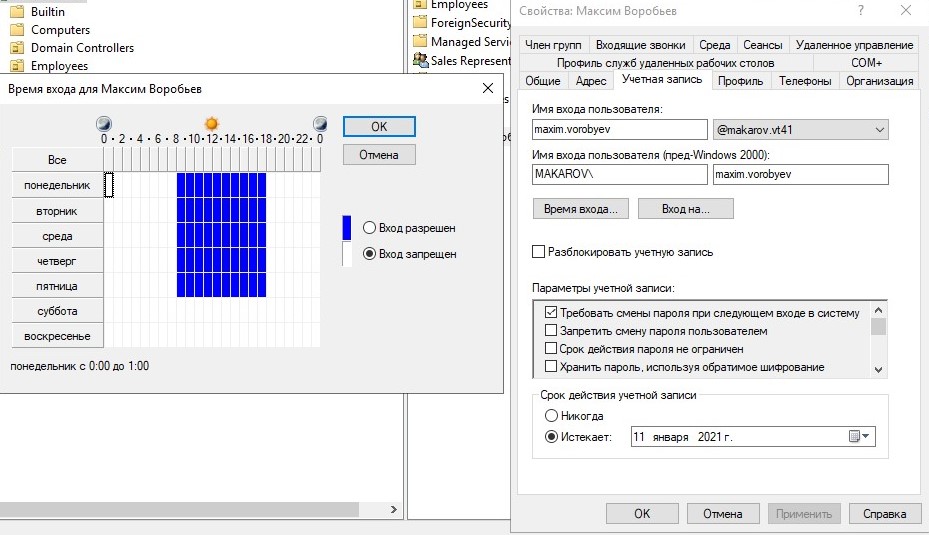 Builtin
Computers
Domain Controllers
Employees
Employees
ForeignSecurity
Managed Servi
Sales Represent
Время входа для Максим Воробьев
0 · 2 · 4 · 6 · 8 · 10 · 12 · 14 · 16 · 18 · 20 · 22 · 0
Все
понедельник
вторник
среда
четверг
пятница
суббота
воскресенье
понедельник с 0:00 до 1:00
OK
Отмена
Вход разрешен
Вход запрещен
Свойства: Максим Воробьев
?
Член групп
Входящие звонки
Среда
Сеансы
Удаленное управление
Профиль служб удаленных рабочих столов
COM+
Общие
Адрес
Учетная запись
Профиль
Телефоны
Организация
Имя входа пользователя:
maxim.vorobyev
@makarov.vt41
Имя входа пользователя (пред-Windows 2000):
MAKAROV\
maxim.vorobyev
Время входа...
Вход на...
Разблокировать учетную запись
Параметры учетной записи:
Требовать смены пароля при следующем входе в систему
Запретить смену пароля пользователем
Срок действия пароля не ограничен
Хранить пароль, используя обратимое шифрование
Срок действия учетной записи
Никогда
Истекает:
11 января 2021 г.
OK
Отмена
Применить
Справка